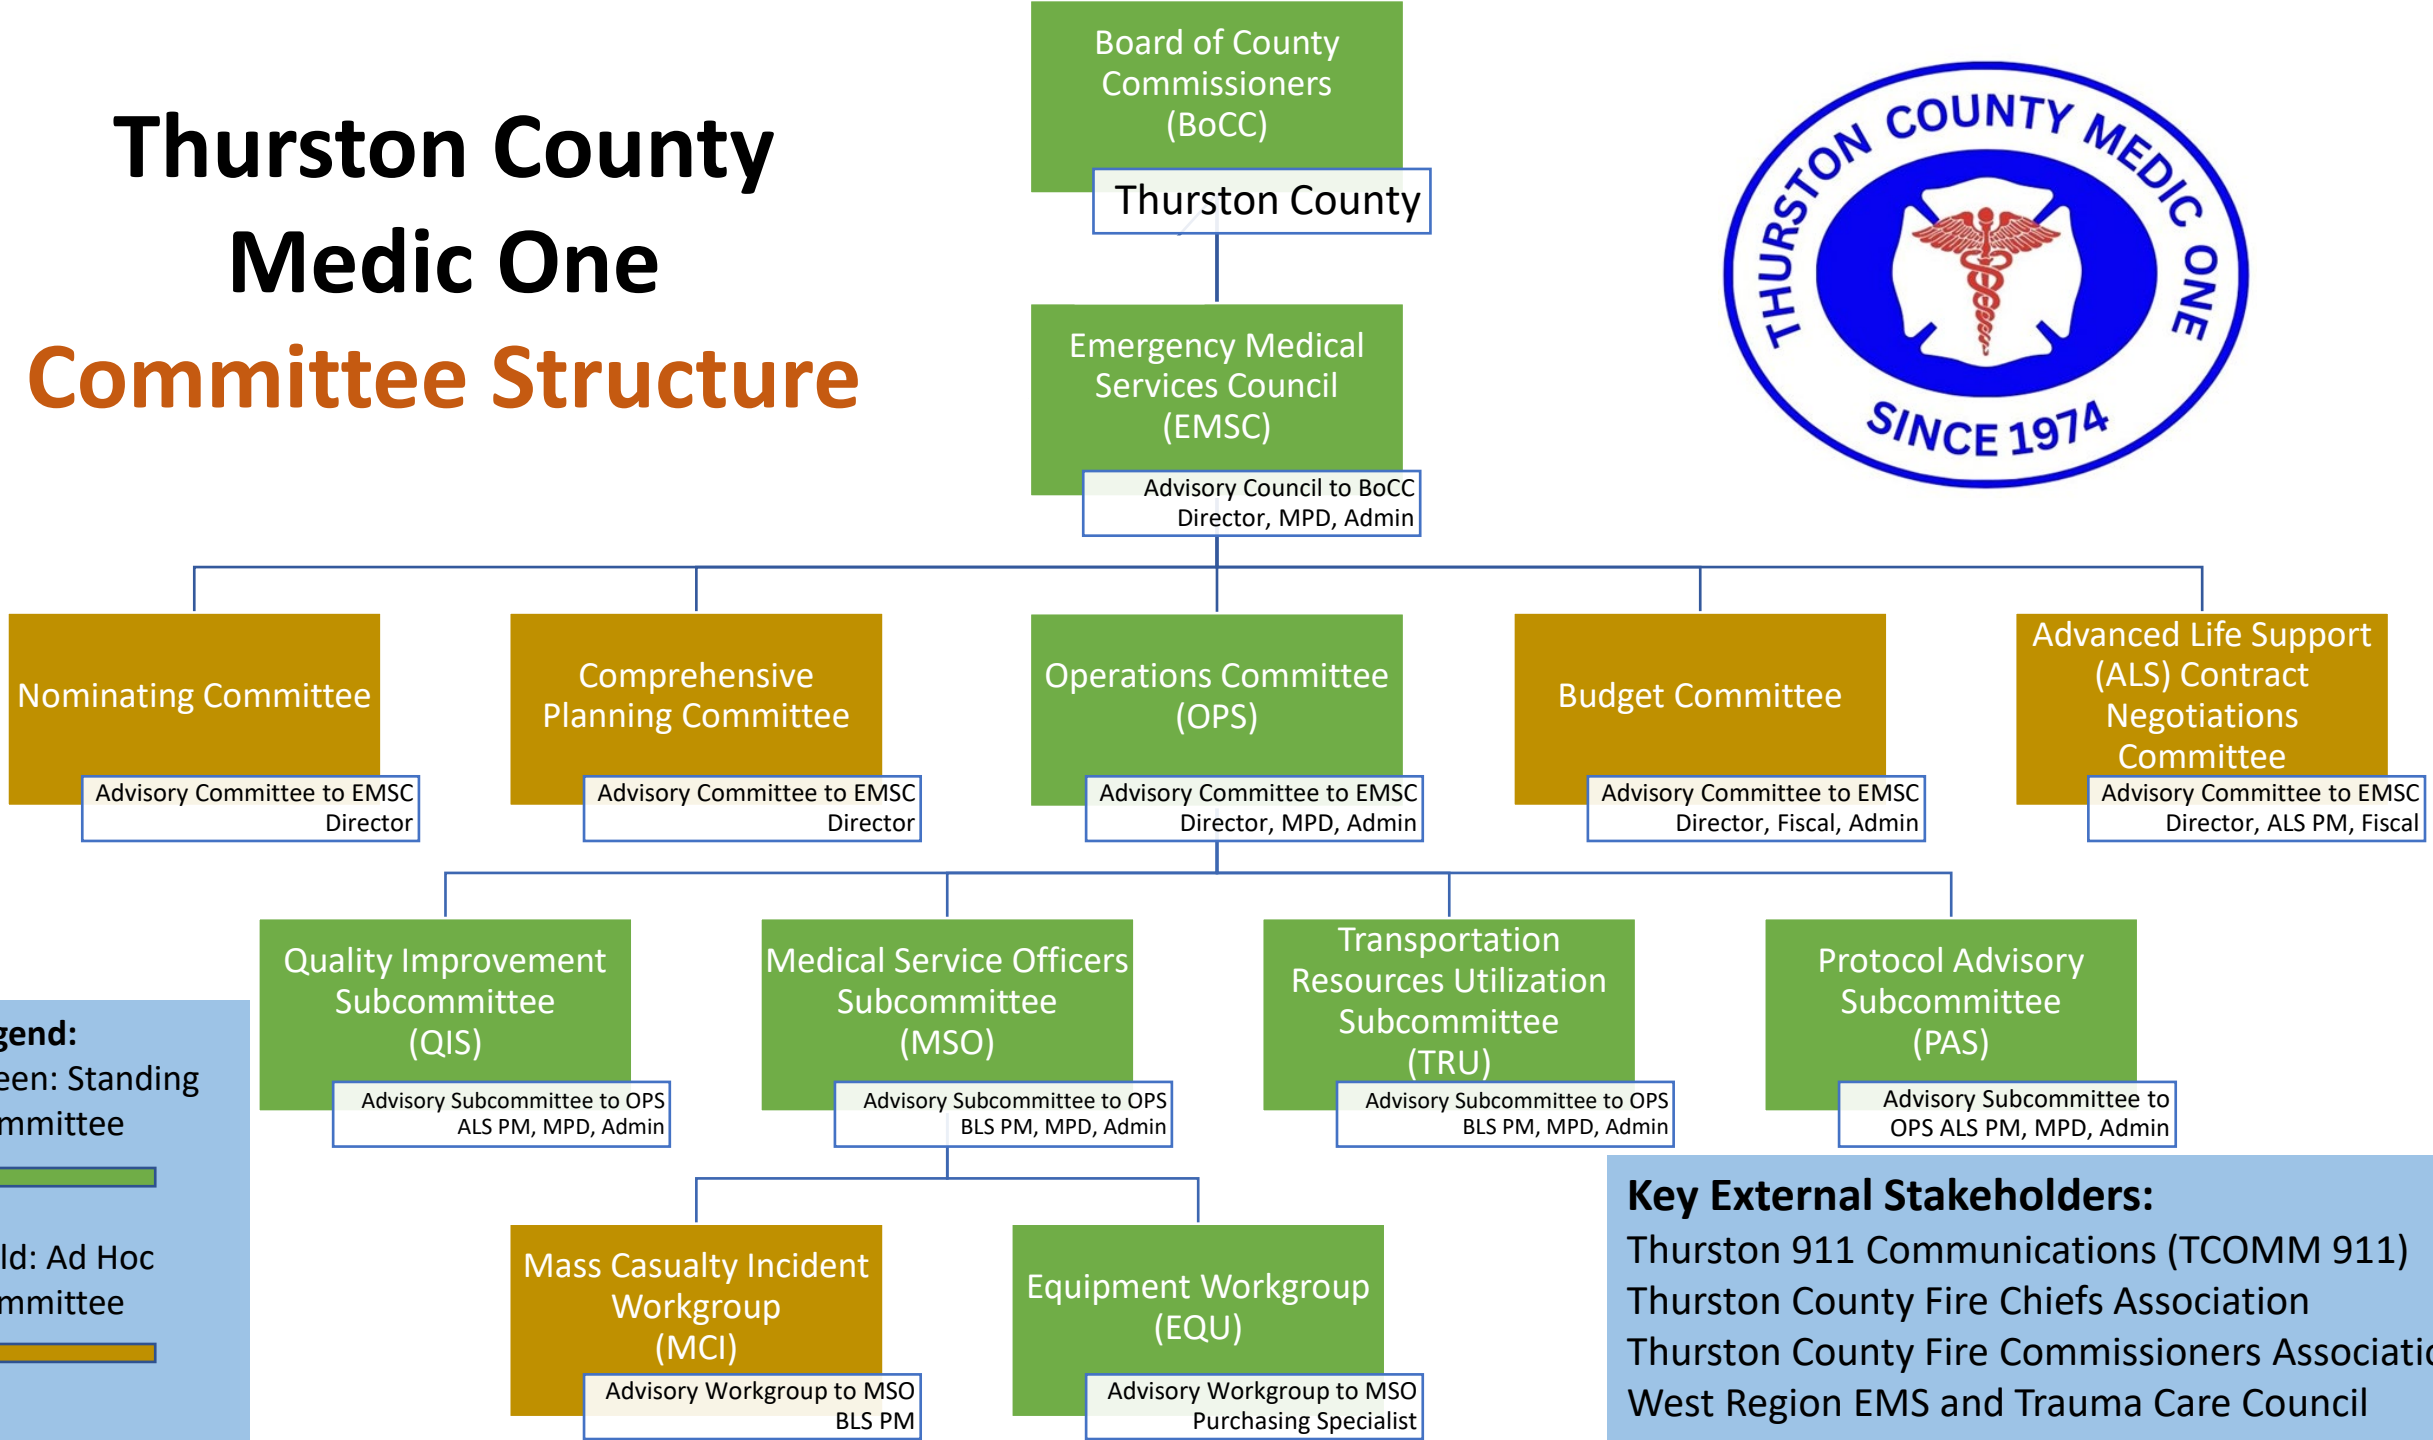 Thurston County
Medic One
Committee Structure
Board of County
Commissioners
(BoCC)
Thurston County
THURSTON COUNTY MEDIC ONE
SINCE 1974
Emergency Medical
Services Council
(EMSC)
Advisory Council to BoCC
Director, MPD, Admin
Nominating Committee
Advisory Committee to EMSC
Director
Comprehensive
Planning Committee
Advisory Committee to EMSC
Director
Operations Committee
(OPS)
Advisory Committee to EMSC
Director, MPD, Admin
Budget Committee
Advisory Committee to EMSC
Director, Fiscal, Admin
Advanced Life Support
(ALS) Contract
Negotiations
Committee
Advisory Committee to EMSC
Director, ALS PM, Fiscal
Quality Improvement
Subcommittee
(QIS)
Advisory Subcommittee to OPS
ALS PM, MPD, Admin
Medical Service Officers
Subcommittee
(MSO)
Advisory Subcommittee to OPS
BLS PM, MPD, Admin
Transportation
Resources Utilization
Subcommittee
(TRU)
Advisory Subcommittee to OPS
BLS PM, MPD, Admin
Protocol Advisory
Subcommittee
(PAS)
Advisory Subcommittee to
OPS ALS PM, MPD, Admin
Mass Casualty Incident
Workgroup
(MCI)
Advisory Workgroup to MSO
BLS PM
Equipment Workgroup
(EQU)
Advisory Workgroup to MSO
Purchasing Specialist
gend:
een: Standing
mmittee
ld: Ad Hoc
mmittee
Key External Stakeholders:
Thurston 911 Communications (TCOMM 911)
Thurston County Fire Chiefs Association
Thurston County Fire Commissioners Associatio
West Region EMS and Trauma Care Council